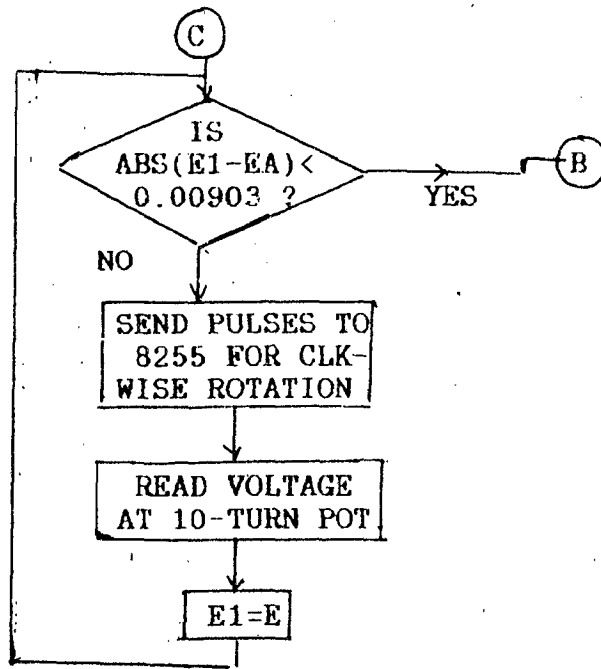 C
IS
ABS(E1-EA)<
0.00903 ?
B
YES
NO
SEND PULSES TO
8255 FOR CLK-
WISE ROTATION
READ VOLTAGE
AT 10-TURN POT
E1=E